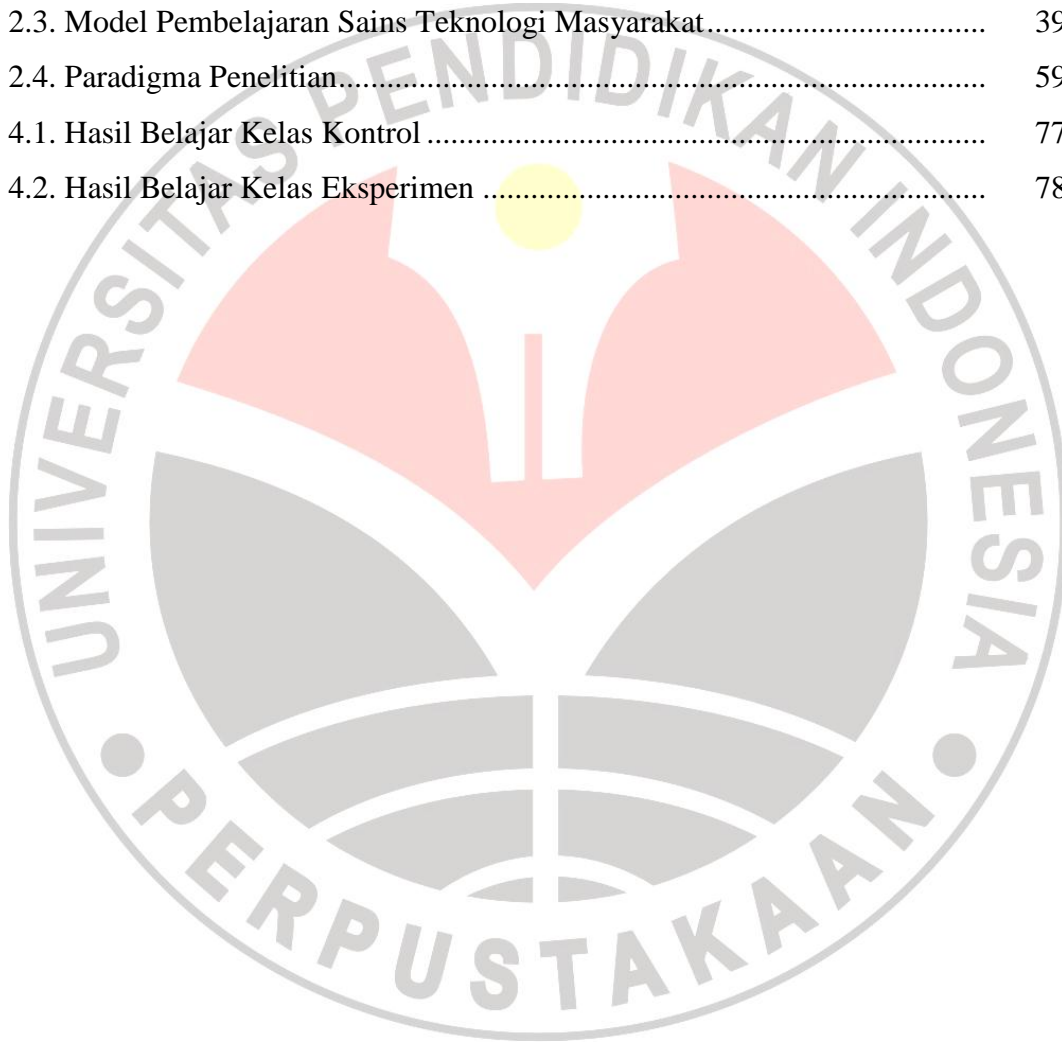 2.3. Model Pembelajaran Sains Teknologi Masyarakat............................... 39
2.4. Paradigma Penelitian........................................................................ 59
4.1. Hasil Belajar Kelas Kontrol.............................................................. 77
4.2. Hasil Belajar Kelas Eksperimen ....................................................... 78
UNIVERSITAS PENDIDIKAN INDONESIA
PERPUSTAKAAN